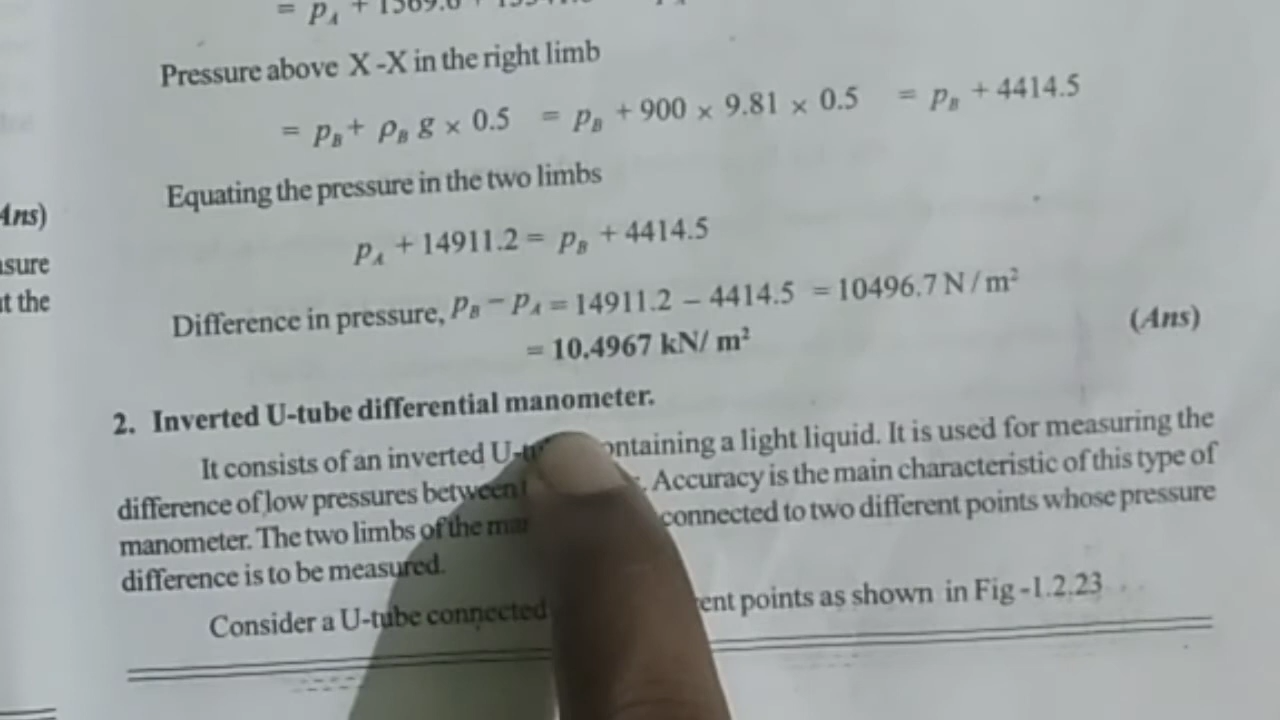 = p_A + 1569.6 +
Pressure above X-X in the right limb
= p_B + ρ_B g × 0.5 = p_B + 900 × 9.81 × 0.5 = p_B + 4414.5
Equating the pressure in the two limbs
p_A + 14911.2 = p_B + 4414.5
Difference in pressure, p_B − p_A = 14911.2 − 4414.5 = 10496.7 N / m²
= 10.4967 kN/ m² (Ans)
2. Inverted U-tube differential manometer.
It consists of an inverted U- containing a light liquid. It is used for measuring the
difference of low pressures between . Accuracy is the main characteristic of this type of
manometer. The two limbs of the connected to two different points whose pressure
difference is to be measured.
Consider a U-tube connected points as shown in Fig -1.2.23
Ans)
t the